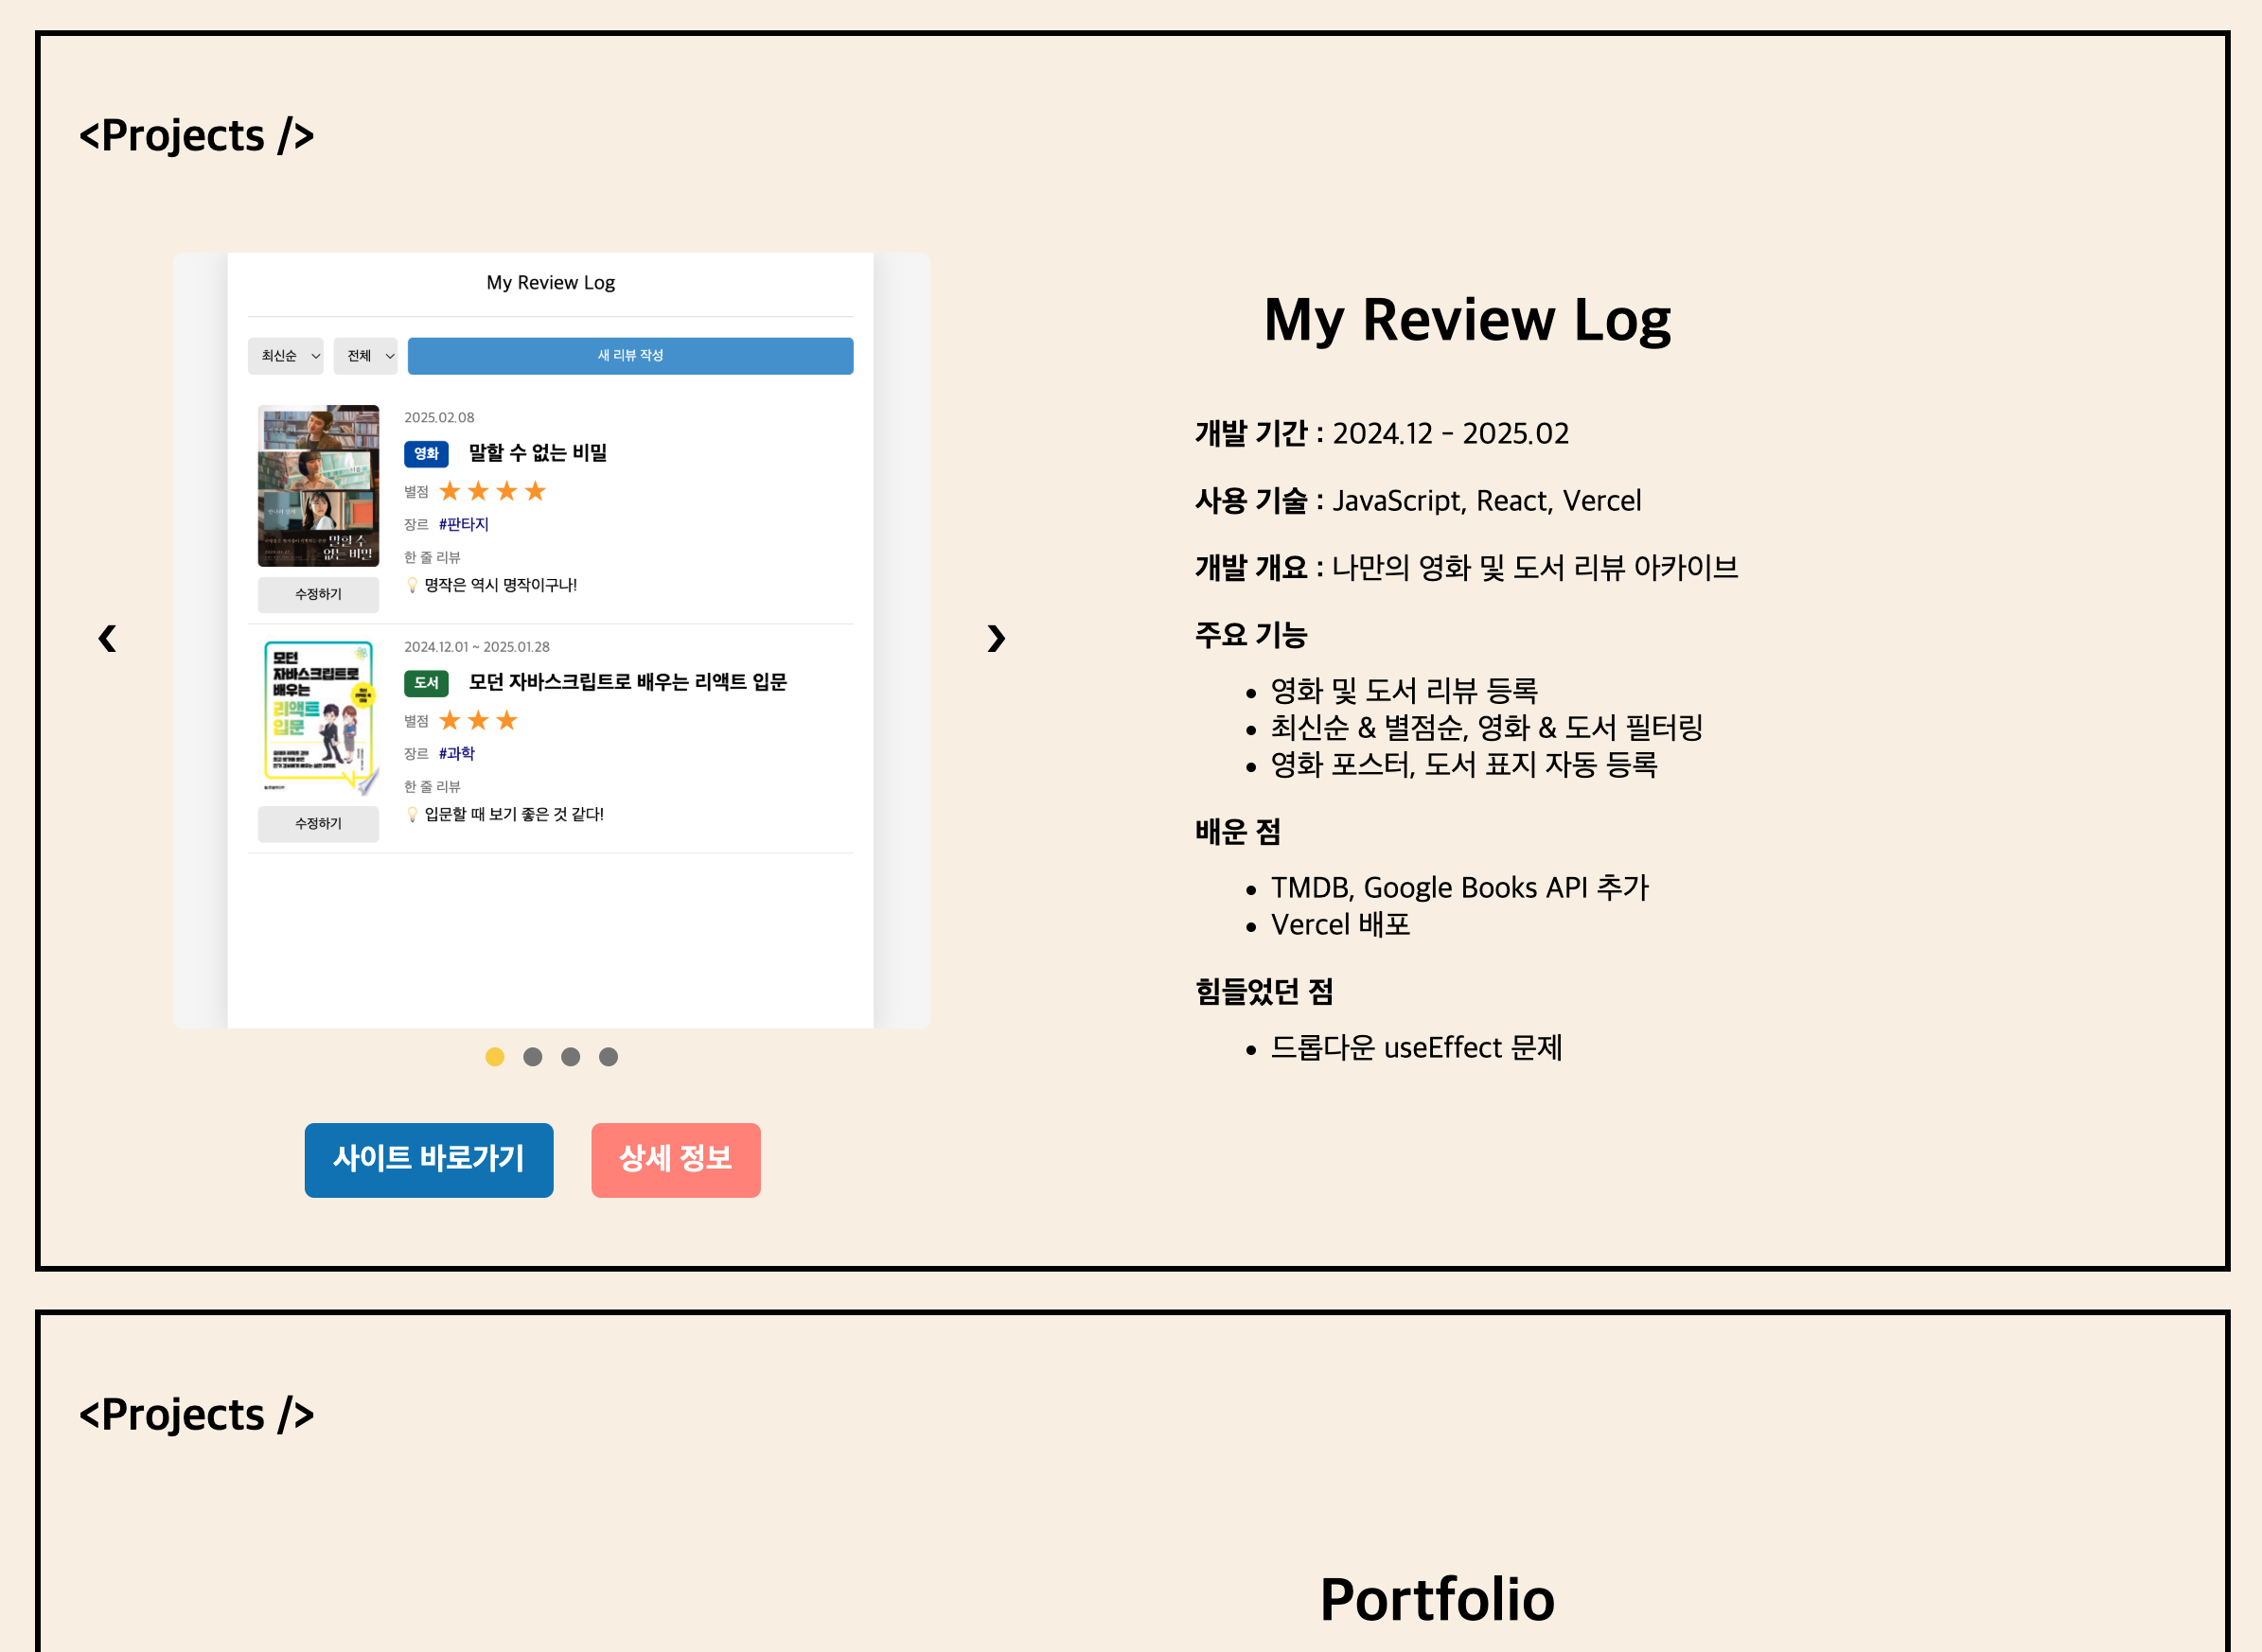 <Projects />
My Review Log
최신순
전체
새 리뷰 작성
2025.02.08
영화 말할 수 없는 비밀
별점 ★★★★
장르 #판타지
한 줄 리뷰
💡 명작은 역시 명작이구나!
말할 수
없는 비밀
수정하기
2024.12.01 ~ 2025.01.28
도서 모던 자바스크립트로 배우는 리액트 입문
별점 ★★★
장르 #과학
한 줄 리뷰
💡 입문할 때 보기 좋은 것 같다!
모던
자바스크립트로
배우는
리액트
입문
수정하기
‹
›
사이트 바로가기
상세 정보
My Review Log
개발 기간 : 2024.12 - 2025.02
사용 기술 : JavaScript, React, Vercel
개발 개요 : 나만의 영화 및 도서 리뷰 아카이브
주요 기능
• 영화 및 도서 리뷰 등록
• 최신순 & 별점순, 영화 & 도서 필터링
• 영화 포스터, 도서 표지 자동 등록
배운 점
• TMDB, Google Books API 추가
• Vercel 배포
힘들었던 점
• 드롭다운 useEffect 문제
<Projects />
Portfolio